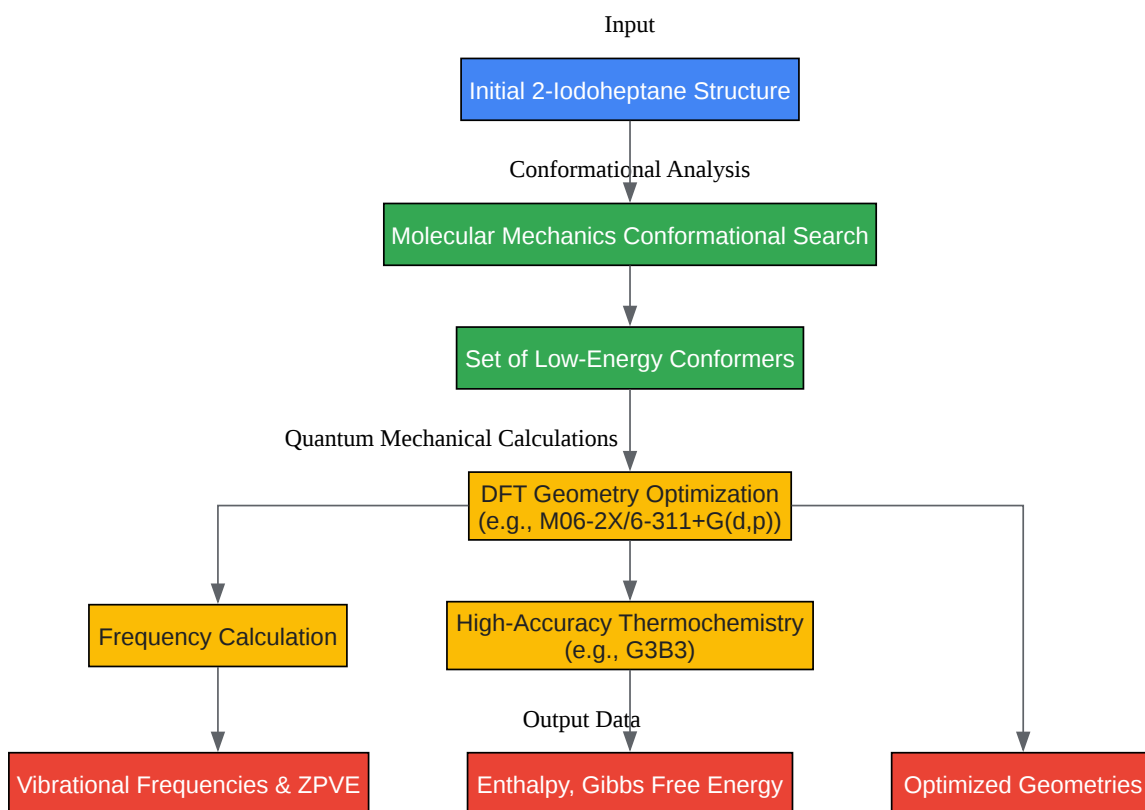 Input
Initial 2-Iodoheptane Structure
Conformational Analysis
Molecular Mechanics Conformational Search
Set of Low-Energy Conformers
Quantum Mechanical Calculations
DFT Geometry Optimization
(e.g., M06-2X/6-311+G(d,p))
Frequency Calculation
High-Accuracy Thermochemistry
(e.g., G3B3)
Output Data
Vibrational Frequencies & ZPVE
Enthalpy, Gibbs Free Energy
Optimized Geometries